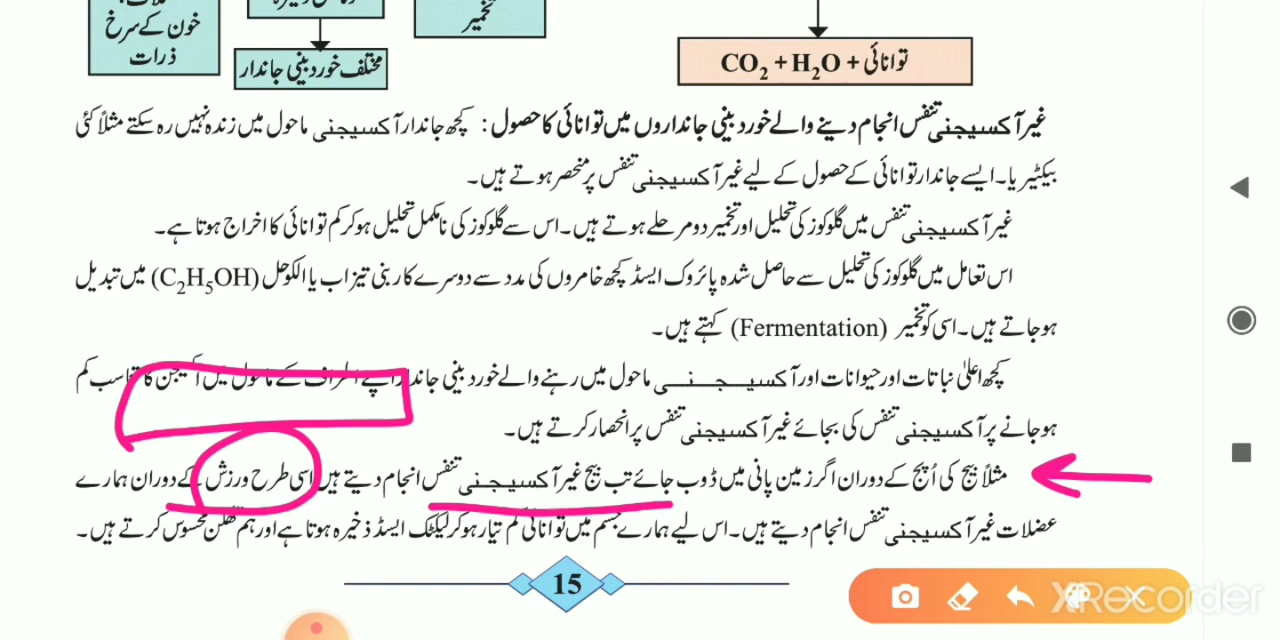 خون کے سرخ
ذرات
مختلف خوردبینی جاندار
تخمیر
CO2 + H2O + توانائی
غیر آکسیجنی تنفس انجام دینے والے خوردبینی جانداروں میں توانائی کا حصول : کچھ جاندار آکسیجنی ماحول میں زندہ نہیں رہ سکتے مثلاً کئی
بیکٹیریا۔ ایسے جاندار توانائی کے حصول کے لیے غیر آکسیجنی تنفس پر منحصر ہوتے ہیں۔
غیر آکسیجنی تنفس میں گلوکوز کی تحلیل اور تخمیر دو مرحلے ہوتے ہیں۔ اس سے گلوکوز کی نامکمل تحلیل ہو کر کم توانائی کا اخراج ہوتا ہے۔
اس تعامل میں گلوکوز کی تحلیل سے حاصل شدہ پائروک ایسڈ کچھ خامروں کی مدد سے دوسرے کاربنی تیزاب یا الکوحل (C2H5OH) میں تبدیل
ہو جاتے ہیں۔ اسی کو تخمیر (Fermentation) کہتے ہیں۔
کچھ اعلیٰ نباتات اور حیوانات اور آکسیجنی ماحول میں رہنے والے خوردبینی جاندار اپنے اطراف کے ماحول میں آکسیجن کا تناسب کم
ہو جانے پر آکسیجنی تنفس کی بجائے غیر آکسیجنی تنفس پر انحصار کرتے ہیں۔
مثلاً بیج کی اُپج کے دوران اگر زمین پانی میں ڈوب جائے تب بیج غیر آکسیجنی تنفس انجام دیتے ہیں اسی طرح ورزش کے دوران ہمارے
عضلات غیر آکسیجنی تنفس انجام دیتے ہیں۔ اس لیے ہمارے جسم میں توانائی کم تیار ہو کر لیکٹک ایسڈ ذخیرہ ہوتا ہے اور ہم تھکن محسوس کرتے ہیں۔
15
XRecorder